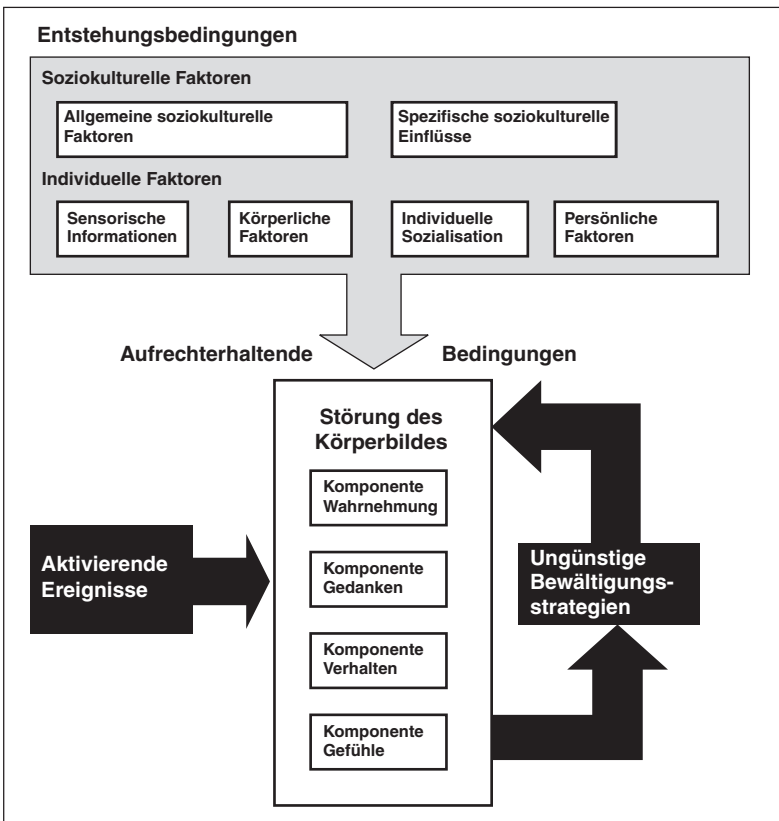 Entstehungsbedingungen
Soziokulturelle Faktoren
Allgemeine soziokulturelle
Faktoren
Spezifische soziokulturelle
Einflüsse
Individuelle Faktoren
Sensorische
Informationen
Körperliche
Faktoren
Individuelle
Sozialisation
Persönliche
Faktoren
Aufrechterhaltende Bedingungen
Störung des
Körperbildes
Komponente
Wahrnehmung
Komponente
Gedanken
Komponente
Verhalten
Komponente
Gefühle
Aktivierende
Ereignisse
Ungünstige
Bewältigungs-
strategien